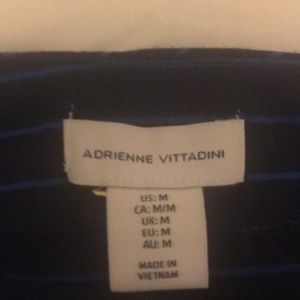 ADRIENNE VITTADINI
US: M
CA: M/M
UK: M
EU: M
AU: M
MADE IN
VIETNAM